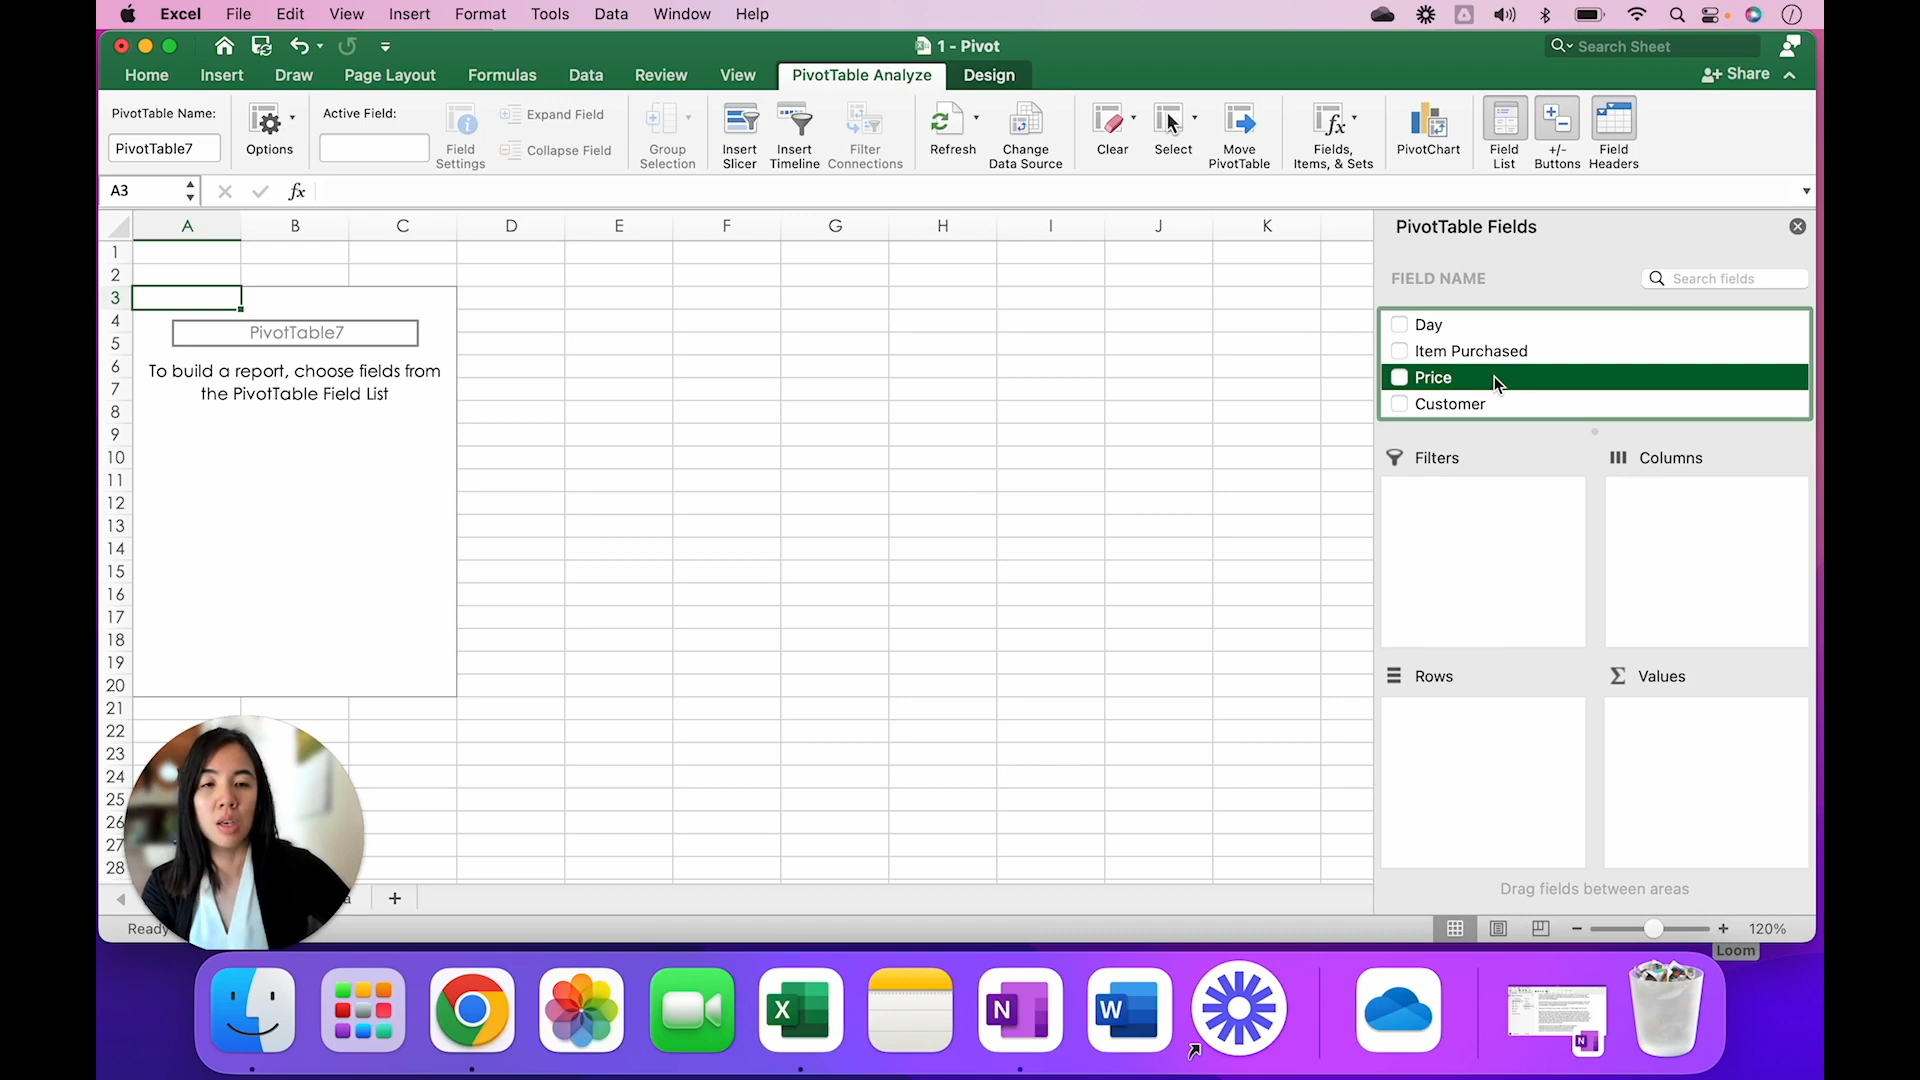 Excel File Edit View Insert Format Tools Data Window Help
1 - Pivot
Search Sheet
Home Insert Draw Page Layout Formulas Data Review View PivotTable Analyze Design
Share
PivotTable Name:
PivotTable7
Options
Active Field:
Field Settings
Expand Field
Collapse Field
Group Selection
Insert Slicer
Insert Timeline
Filter Connections
Refresh
Change Data Source
Clear
Select
Move PivotTable
Fields, Items, & Sets
PivotChart
Field List
+/- Buttons
Field Headers
A3
fx
A B C D E F G H I J K
1
2
3
4
5
6
7
8
9
10
11
12
13
14
15
16
17
18
19
20
21
22
23
24
25
26
27
28
PivotTable7
To build a report, choose fields from
the PivotTable Field List
PivotTable Fields
FIELD NAME
Search fields
Day
Item Purchased
Price
Customer
Filters
Columns
Rows
Values
Drag fields between areas
Ready
120%
Loom
X
N
W
N